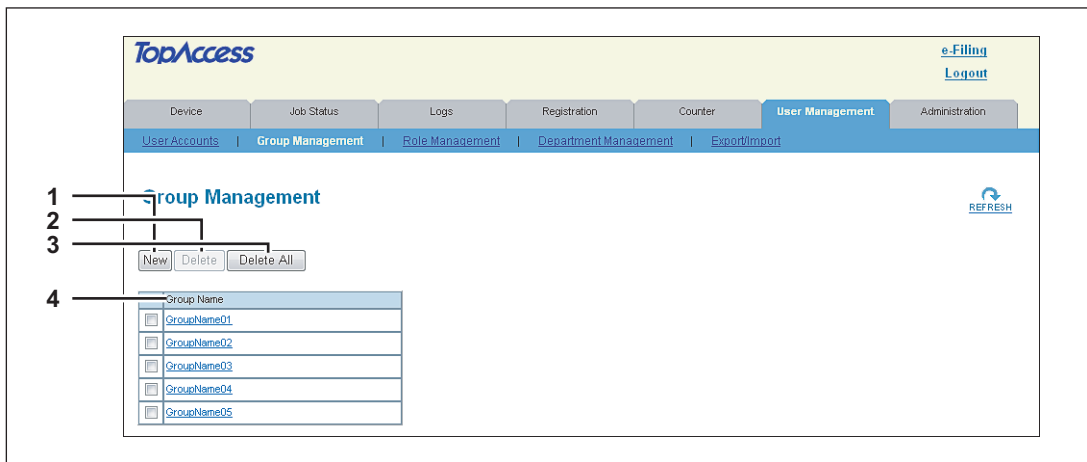 TopAccess
e-Filing
Logout
Device Job Status Logs Registration Counter User Management Administration
User Accounts | Group Management | Role Management | Department Management | Export/Import
Group Management
REFRESH
1
2
3
New Delete Delete All
4 Group Name
GroupName01
GroupName02
GroupName03
GroupName04
GroupName05